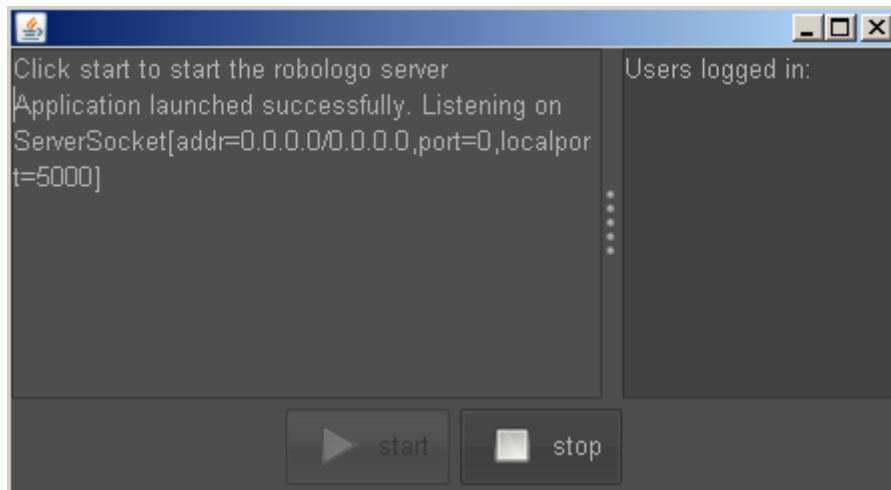 Click start to start the robologo server
Application launched successfully. Listening on
ServerSocket[addr=0.0.0.0/0.0.0.0,port=0,localpor
t=5000]
Users logged in:
start
stop